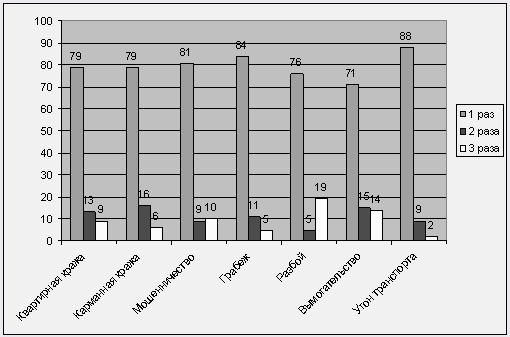 100
90
80
70
60
50
40
30
20
10
0
79 13 9
79 16 6
81 9 10
84 11 5
76 5 19
71 15 14
88 9 2
Квартирная кража
Карманная кража
Мошенничество
Грабеж
Разбой
Вымогательство
Угон транспорта
1 раз
2 раза
3 раза